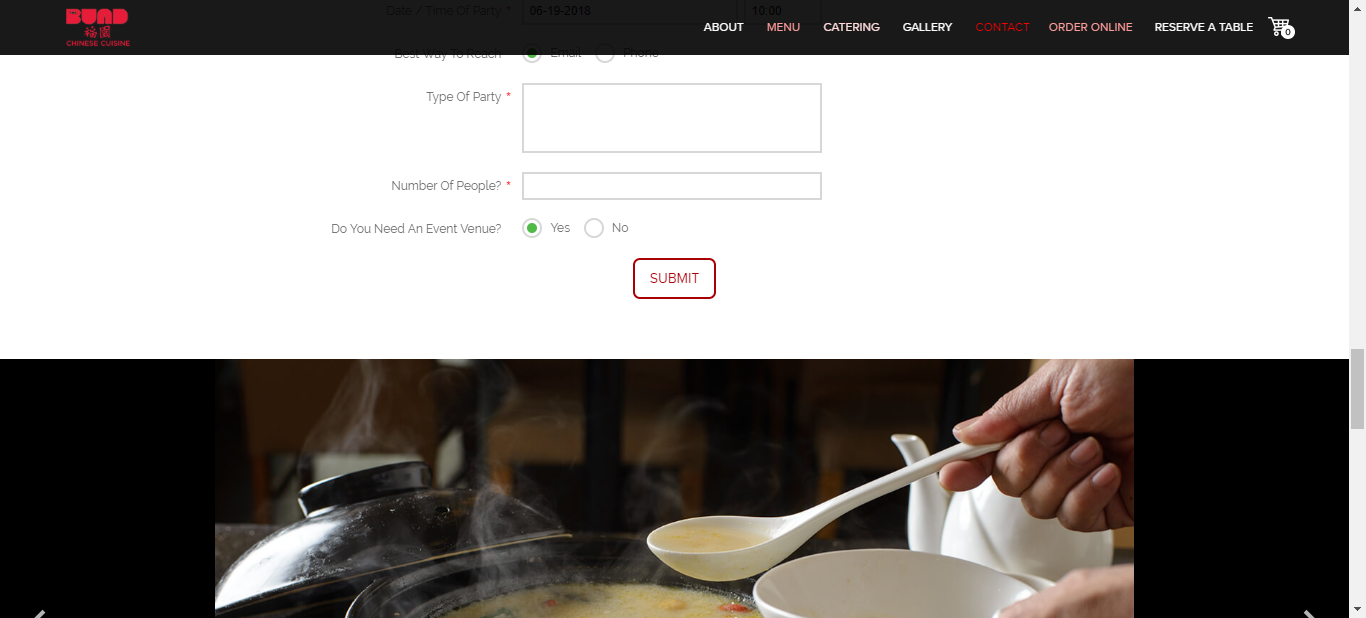 BUND
CHINESE CUISINE
ABOUT
MENU
CATERING
GALLERY
CONTACT
ORDER ONLINE
RESERVE A TABLE
0
Date / Time Of Party *
06-19-2018
10:00
Best Way To Reach
Email
Phone
Type Of Party *
Number Of People? *
Do You Need An Event Venue?
Yes
No
SUBMIT